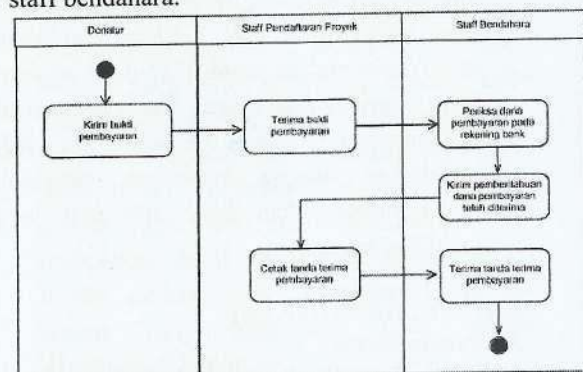 staff bendahara.
Donatur
Staff Pendaftaran Proyek
Staff Bendahara
Kirim bukti
pembayaran
Terima bukti
pembayaran
Periksa dana
pembayaran pada
rekening bank
Kirim pemberitahuan
dana pembayaran
telah diterima
Cetak tanda terima
pembayaran
Terima tanda terima
pembayaran